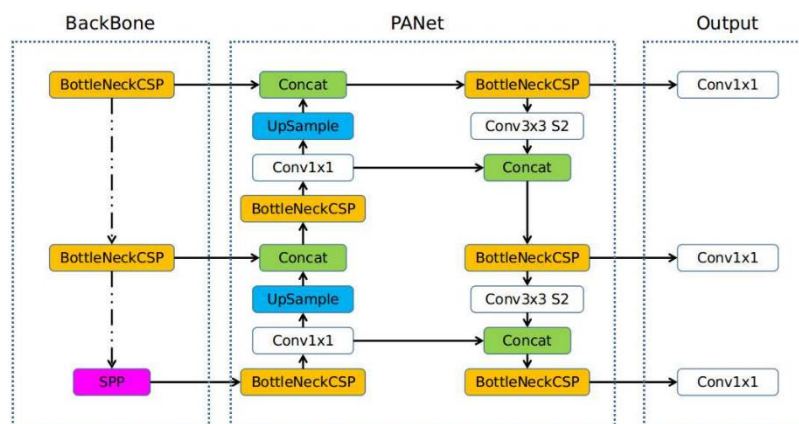 BackBone
PANet
Output
BottleNeckCSP
Concat
BottleNeckCSP
Conv1x1
UpSample
Conv3x3 S2
Conv1x1
Concat
BottleNeckCSP
BottleNeckCSP
Concat
BottleNeckCSP
Conv1x1
UpSample
Conv3x3 S2
Conv1x1
Concat
SPP
BottleNeckCSP
BottleNeckCSP
Conv1x1